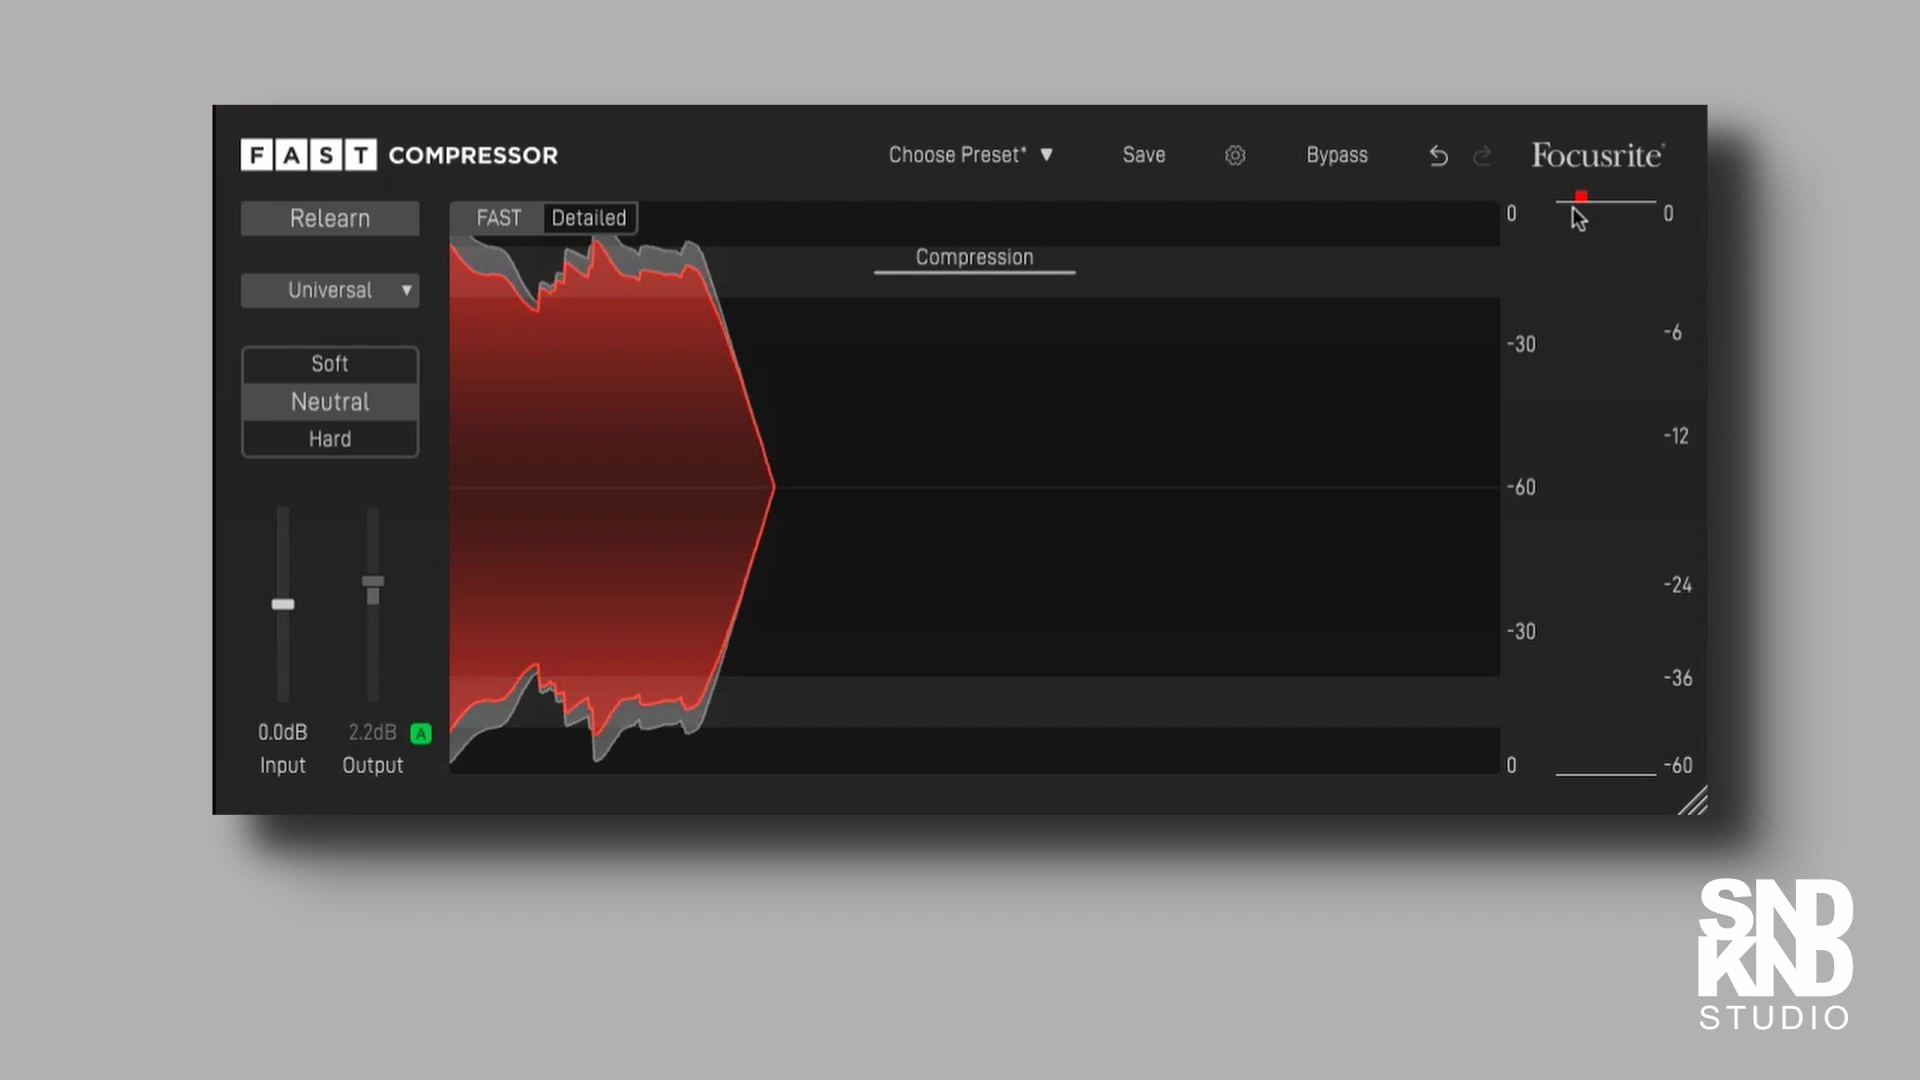 FAST COMPRESSOR
Choose Preset* ▼ Save Bypass Focusrite
Relearn
FAST Detailed
Compression
Universal ▼
Soft
Neutral
Hard
0.0dB 2.2dB A
Input Output
0
-30
-60
-30
0
0
-6
-12
-24
-36
-60
SND
KND
STUDIO